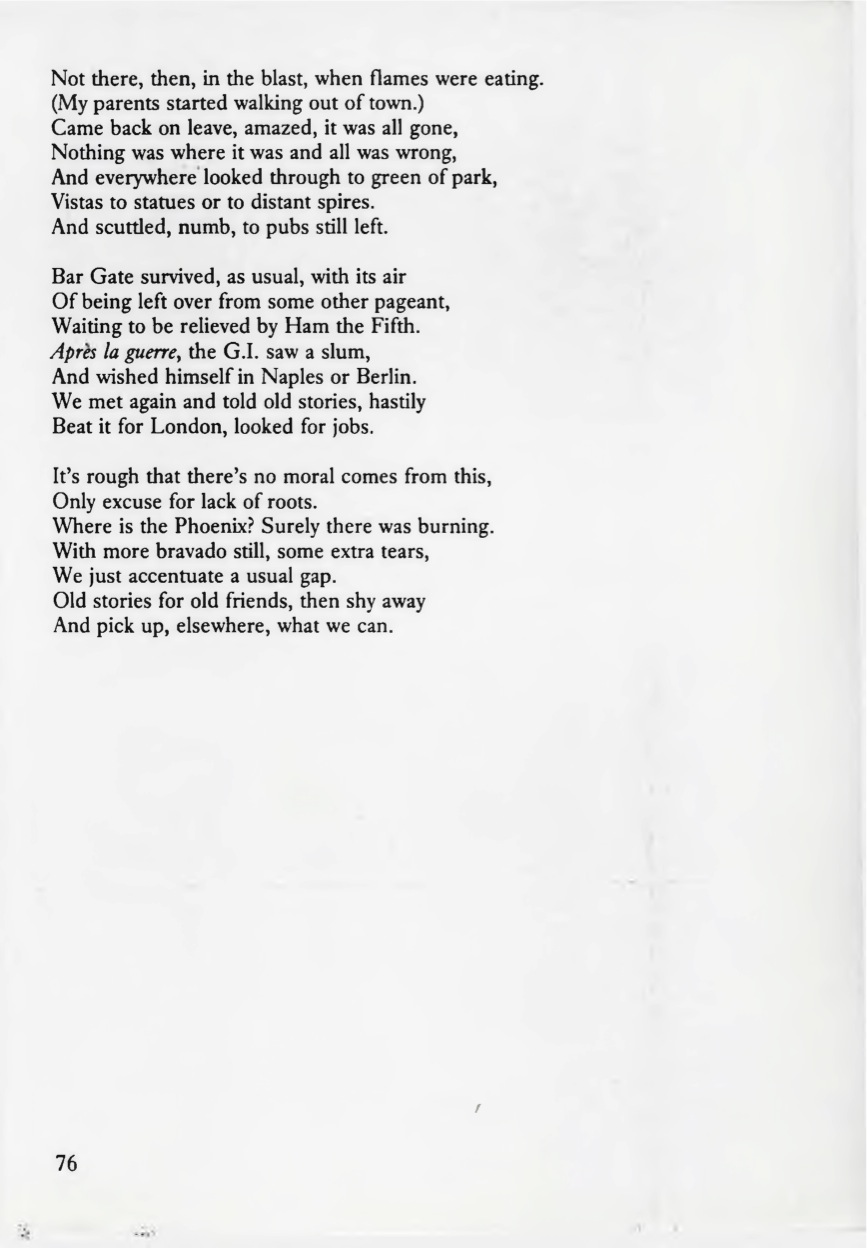 Not there, then, in the blast, when flames were eating.
(My parents started walking out of town.)
Came back on leave, amazed, it was all gone,
Nothing was where it was and all was wrong,
And everywhere looked through to green of park,
Vistas to statues or to distant spires.
And scuttled, numb, to pubs still left.
Bar Gate survived, as usual, with its air
Of being left over from some other pageant,
Waiting to be relieved by Ham the Fifth.
Après la guerre, the G.I. saw a slum,
And wished himself in Naples or Berlin.
We met again and told old stories, hastily
Beat it for London, looked for jobs.
It's rough that there's no moral comes from this,
Only excuse for lack of roots.
Where is the Phoenix? Surely there was burning.
With more bravado still, some extra tears,
We just accentuate a usual gap.
Old stories for old friends, then shy away
And pick up, elsewhere, what we can.
76